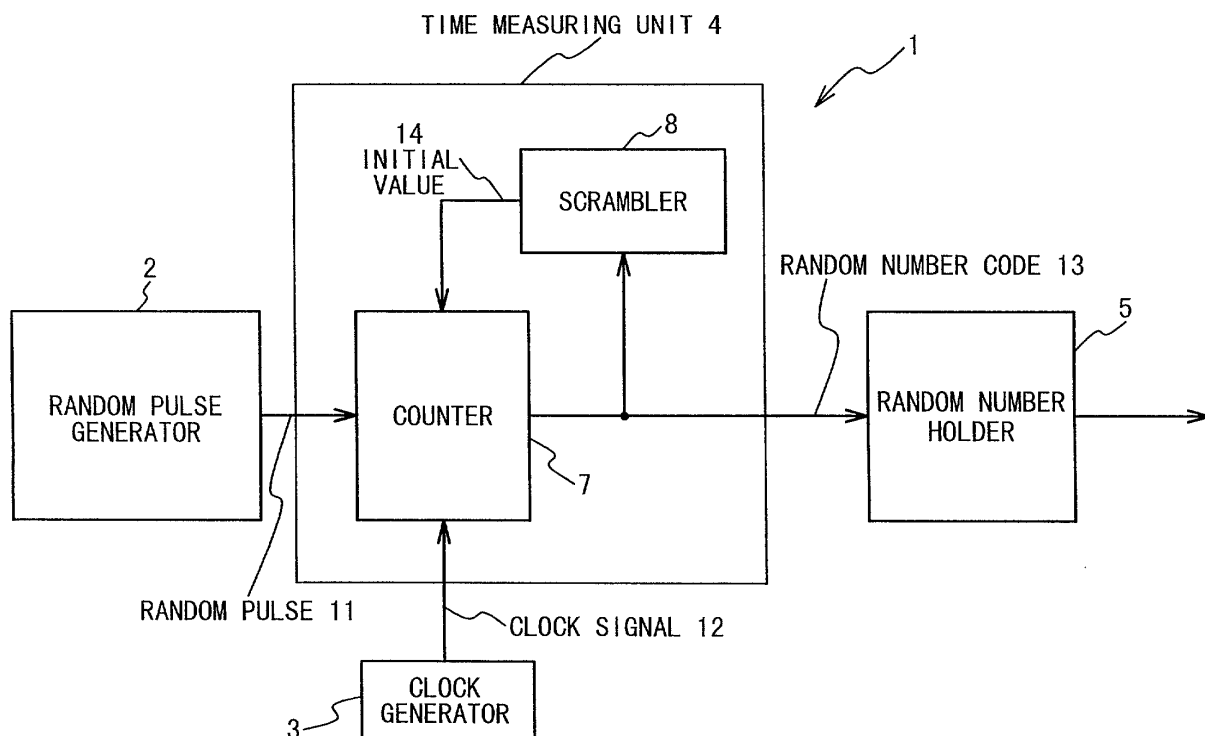 TIME MEASURING UNIT 4
1
14
INITIAL
VALUE
8
SCRAMBLER
RANDOM NUMBER CODE 13
2
5
RANDOM PULSE
GENERATOR
COUNTER
RANDOM NUMBER
HOLDER
7
RANDOM PULSE 11
CLOCK SIGNAL 12
CLOCK
GENERATOR
3